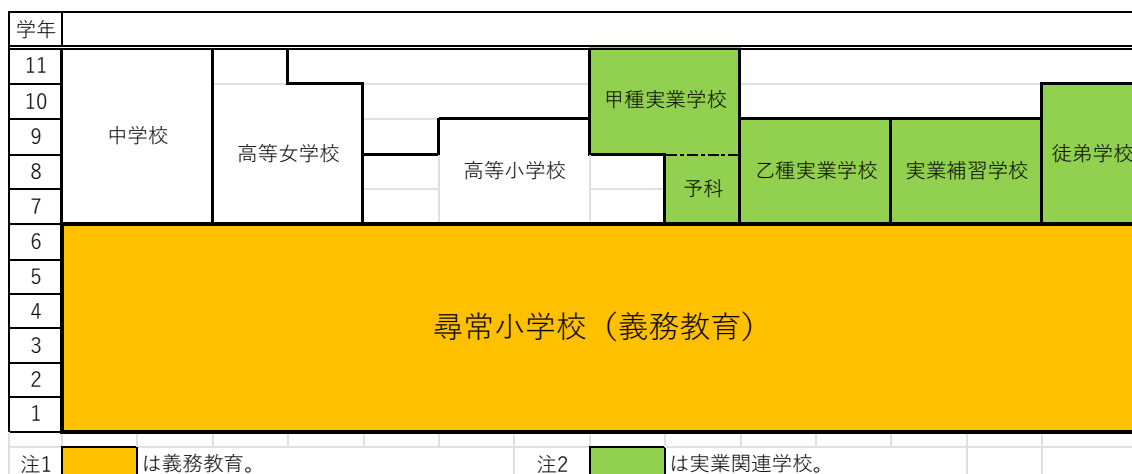 学年
11
10
9
8
7
6
5
4
3
2
1
中学校
高等女学校
高等小学校
甲種実業学校
予科
乙種実業学校
実業補習学校
徒弟学校
尋常小学校（義務教育）
注1 は義務教育。
注2 は実業関連学校。